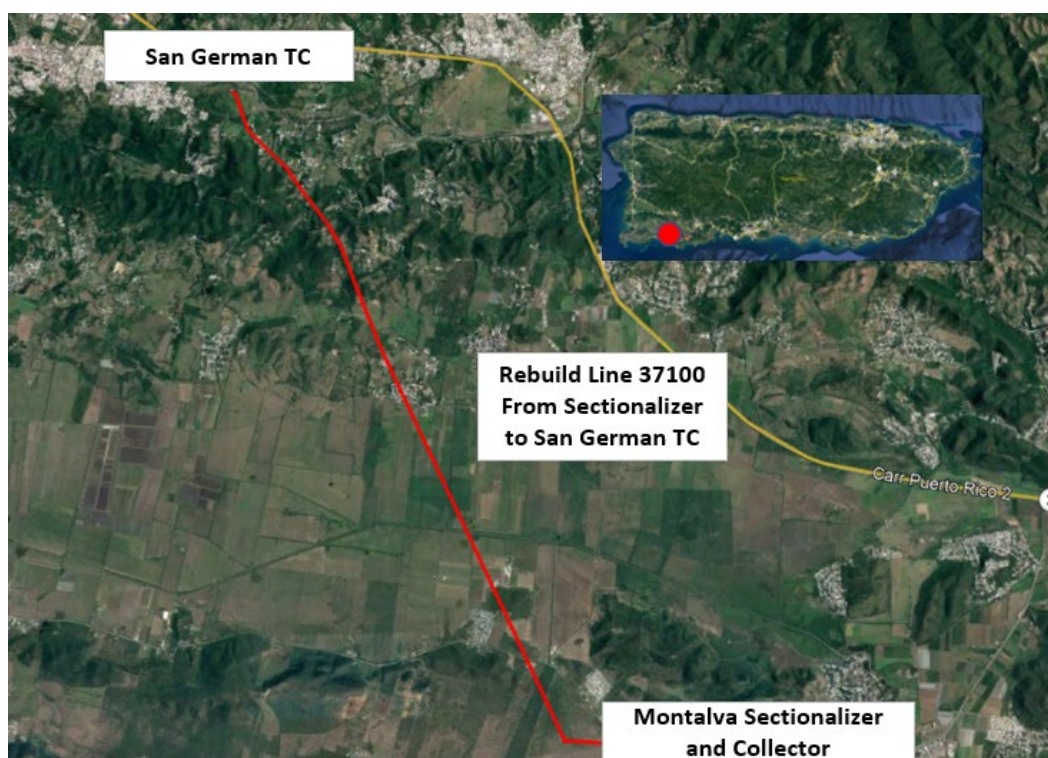 San German TC
Rebuild Line 37100
From Sectionalizer
to San German TC
Carr Puerto Rico 2
Montalva Sectionalizer
and Collector